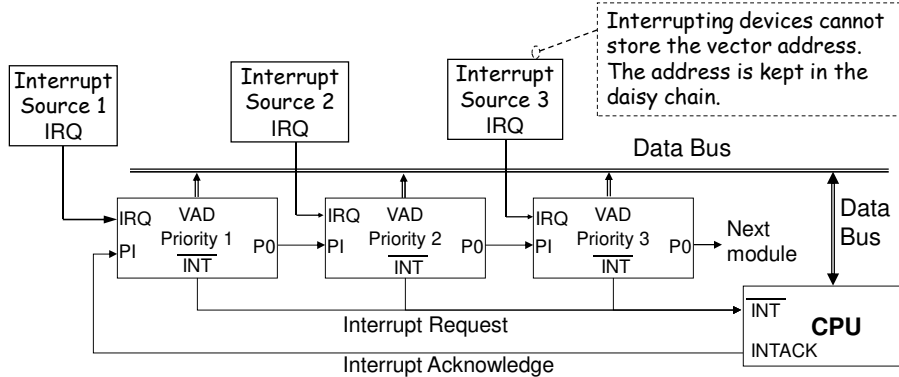 Interrupting devices cannot
store the vector address.
The address is kept in the
daisy chain.
Interrupt
Source 1
IRQ
Interrupt
Source 2
IRQ
Interrupt
Source 3
IRQ
Data Bus
IRQ
VAD
Priority 1
PI
P0
INT
IRQ
VAD
Priority 2
PI
P0
INT
IRQ
VAD
Priority 3
PI
P0
INT
Next
module
Data
Bus
INT
CPU
INTACK
Interrupt Request
Interrupt Acknowledge